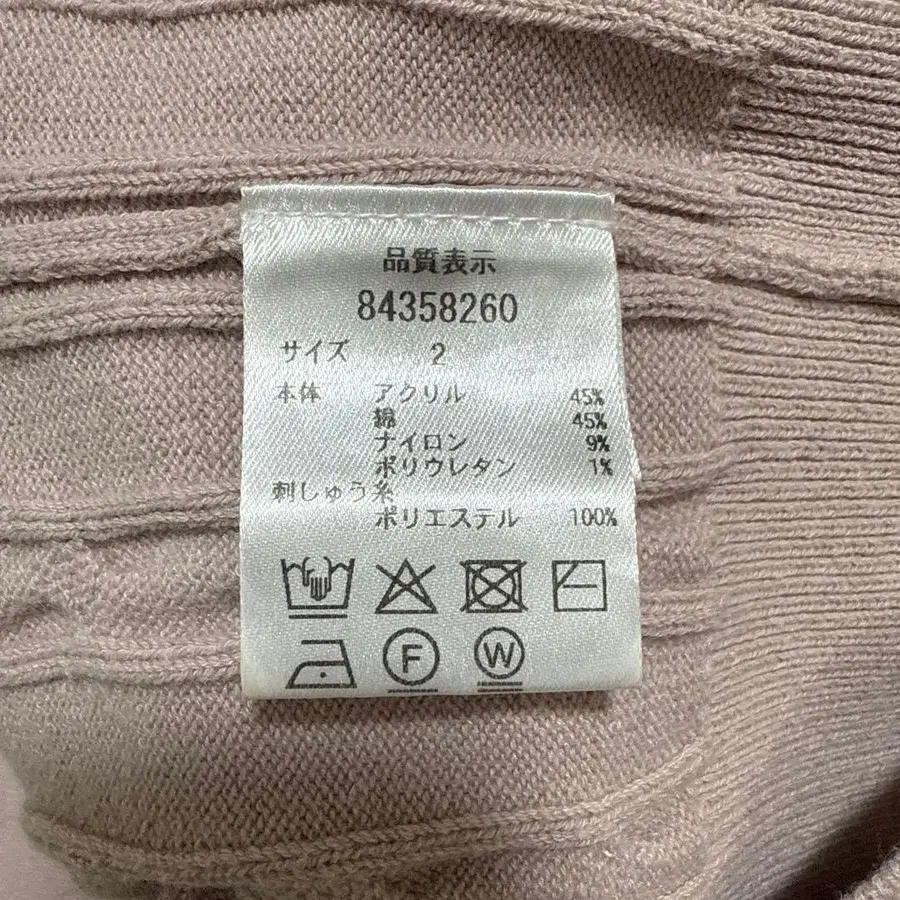 品質表示
84358260
サイズ 2
本体 アクリル 45%
綿 45%
ナイロン 9%
ポリウレタン 1%
刺しゅう糸
ポリエステル 100%
F W